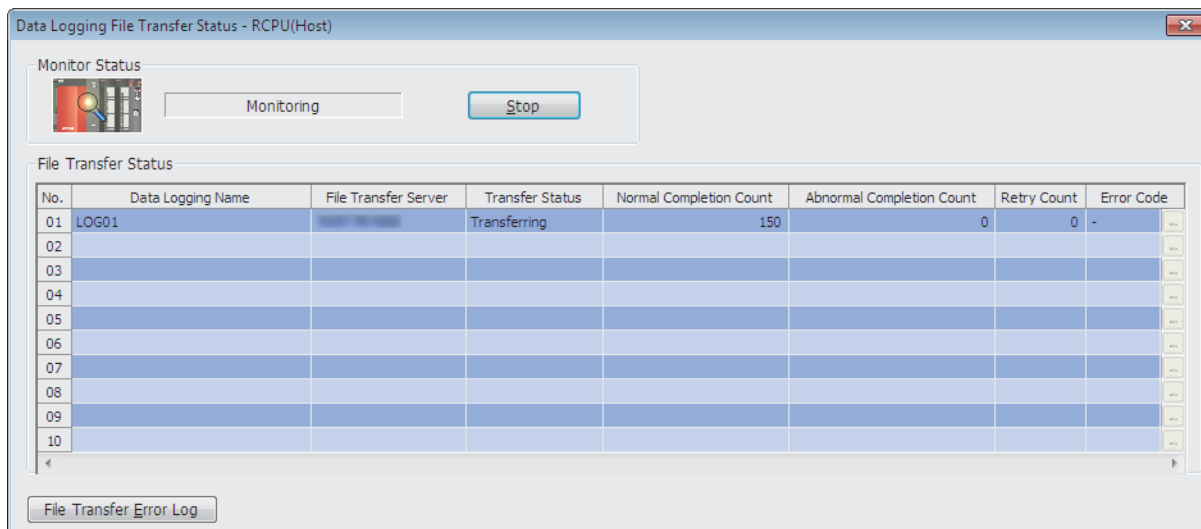 Data Logging File Transfer Status - RCPU(Host)
Monitor Status
Monitoring Stop
File Transfer Status
No. Data Logging Name File Transfer Server Transfer Status Normal Completion Count Abnormal Completion Count Retry Count Error Code
01 LOG01 Transferring 150 0 0 - ...
02 ...
03 ...
04 ...
05 ...
06 ...
07 ...
08 ...
09 ...
10 ...
File Transfer Error Log